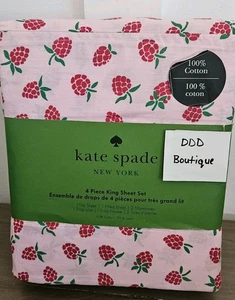 100%
Cotton
100 %
coton
DDD
Boutique
kate spade
NEW YORK
4 Piece King Sheet Set
Ensemble de draps de 4 pièces pour très grand lit